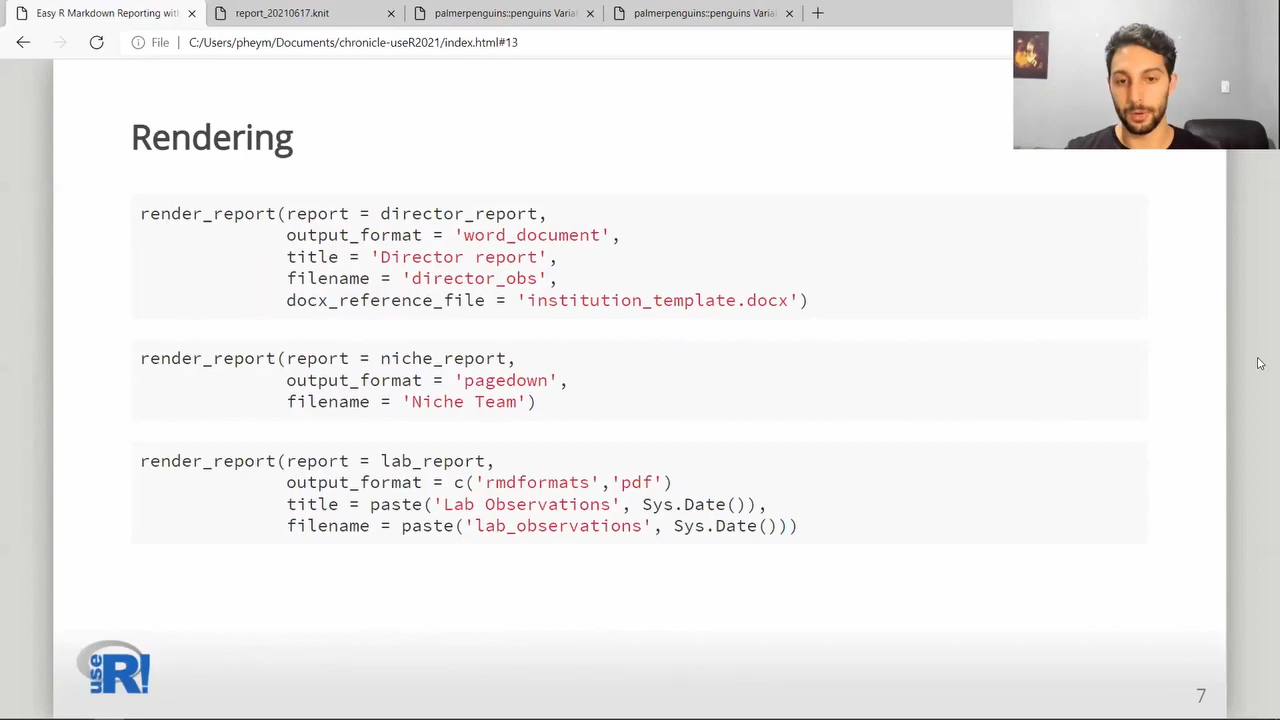 Easy R Markdown Reporting with
report_20210617.knit
palmerpenguins::penguins Varia
palmerpenguins::penguins Varia
File
C:/Users/pheym/Documents/chronicle-useR2021/index.html#13
Rendering
render_report(report = director_report,
output_format = 'word_document',
title = 'Director report',
filename = 'director_obs',
docx_reference_file = 'institution_template.docx')
render_report(report = niche_report,
output_format = 'pagedown',
filename = 'Niche Team')
render_report(report = lab_report,
output_format = c('rmdformats','pdf')
title = paste('Lab Observations', Sys.Date()),
filename = paste('lab_observations', Sys.Date()))
use R!
7